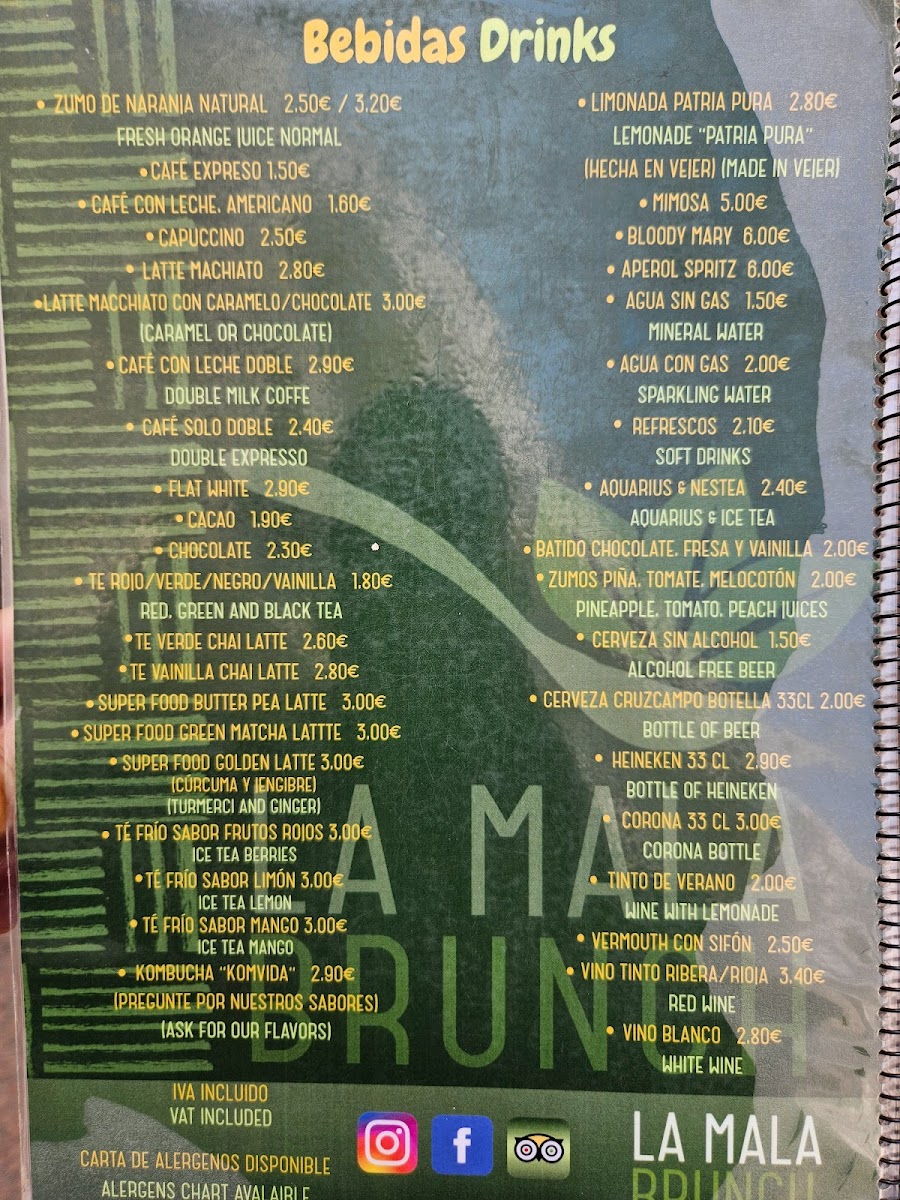 Bebidas Drinks
• ZUMO DE NARANJA NATURAL 2.50€ / 3.20€
FRESH ORANGE JUICE NORMAL
• CAFÉ EXPRESO 1.50€
• CAFÉ CON LECHE, AMERICANO 1.60€
• CAPUCCINO 2.50€
• LATTE MACHIATO 2.80€
• LATTE MACCHIATO CON CARAMELO/CHOCOLATE 3.00€
(CARAMEL OR CHOCOLATE)
• CAFÉ CON LECHE DOBLE 2.90€
DOUBLE MILK COFFE
• CAFÉ SOLO DOBLE 2.40€
DOUBLE EXPRESSO
• FLAT WHITE 2.90€
• CACAO 1.90€
• CHOCOLATE 2.30€
• TE ROJO/VERDE/NEGRO/VAINILLA 1.80€
RED, GREEN AND BLACK TEA
• TE VERDE CHAI LATTE 2.60€
• TE VAINILLA CHAI LATTE 2.80€
• SUPER FOOD BUTTER PEA LATTE 3.00€
• SUPER FOOD GREEN MATCHA LATTTE 3.00€
• SUPER FOOD GOLDEN LATTE 3.00€
(CÚRCUMA Y JENGIBRE)
(TURMERCI AND GINGER)
• TÉ FRÍO SABOR FRUTOS ROJOS 3.00€
ICE TEA BERRIES
• TÉ FRÍO SABOR LIMÓN 3.00€
ICE TEA LEMON
• TÉ FRÍO SABOR MANGO 3.00€
ICE TEA MANGO
• KOMBUCHA "KOMVIDA" 2.90€
(PREGUNTE POR NUESTROS SABORES)
(ASK FOR OUR FLAVORS)
• LIMONADA PATRIA PURA 2.80€
LEMONADE "PATRIA PURA"
(HECHA EN VEJER) (MADE IN VEJER)
• MIMOSA 5.00€
• BLOODY MARY 6.00€
• APEROL SPRITZ 6.00€
• AGUA SIN GAS 1.50€
MINERAL WATER
• AGUA CON GAS 2.00€
SPARKLING WATER
• REFRESCOS 2.10€
SOFT DRINKS
• AQUARIUS & NESTEA 2.40€
AQUARIUS & ICE TEA
• BATIDO CHOCOLATE, FRESA Y VAINILLA 2.00€
• ZUMOS PIÑA, TOMATE, MELOCOTÓN 2.00€
PINEAPPLE, TOMATO, PEACH JUICES
• CERVEZA SIN ALCOHOL 1.50€
ALCOHOL FREE BEER
• CERVEZA CRUZCAMPO BOTELLA 33CL 2.00€
BOTTLE OF BEER
• HEINEKEN 33 CL 2.90€
BOTTLE OF HEINEKEN
• CORONA 33 CL 3.00€
CORONA BOTTLE
• TINTO DE VERANO 2.00€
WINE WITH LEMONADE
• VERMOUTH CON SIFÓN 2.50€
• VINO TINTO RIBERA/RIOJA 3.40€
RED WINE
• VINO BLANCO 2.80€
WHITE WINE
LA MALA
BRUNCH
IVA INCLUIDO
VAT INCLUDED
CARTA DE ALERGENOS DISPONIBLE
ALERGENS CHART AVALAIBLE
LA MALA
BRUNCH